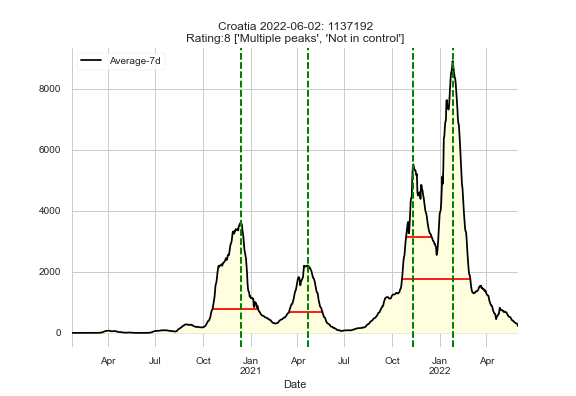 Croatia 2022-06-02: 1137192
Rating:8 ['Multiple peaks', 'Not in control']
Average-7d
8000
6000
4000
2000
0
Apr Jul Oct Jan Apr Jul Oct Jan Apr
2021 2022
Date